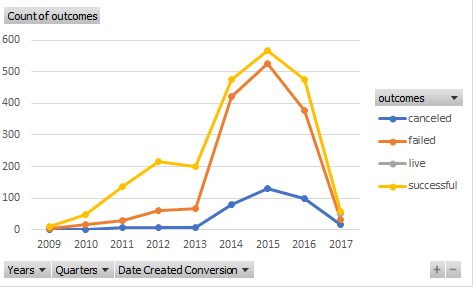 Count of outcomes
600
500
400
300
200
100
0
2009 2010 2011 2012 2013 2014 2015 2016 2017
outcomes
canceled
failed
live
successful
Years Quarters Date Created Conversion + −